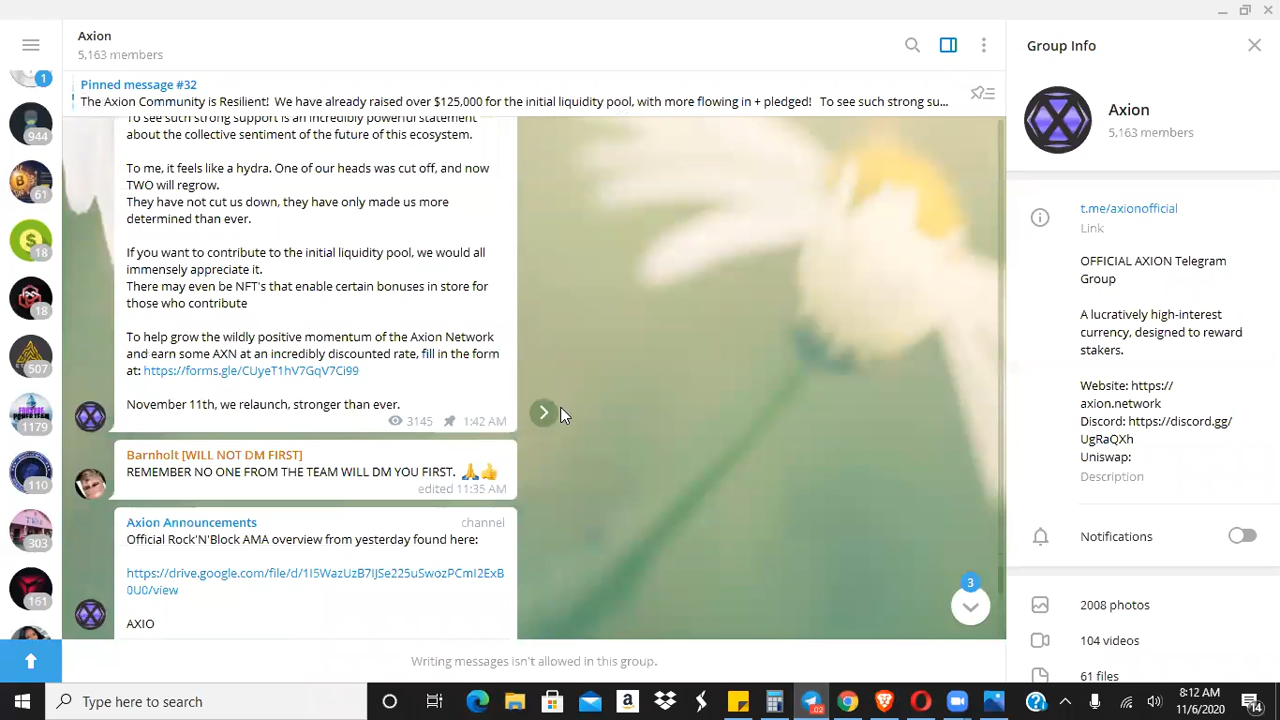 Axion
5,163 members
Pinned message #32
The Axion Community is Resilient!  We have already raised over $125,000 for the initial liquidity pool, with more flowing in + pledged!   To see such strong su...
1
944
61
18
18
507
1179
110
303
161
To see such strong support is an incredibly powerful statement
about the collective sentiment of the future of this ecosystem.
To me, it feels like a hydra. One of our heads was cut off, and now
TWO will regrow.
They have not cut us down, they have only made us more
determined than ever.
If you want to contribute to the initial liquidity pool, we would all
immensely appreciate it.
There may even be NFT's that enable certain bonuses in store for
those who contribute
To help grow the wildly positive momentum of the Axion Network
and earn some AXN at an incredibly discounted rate, fill in the form
at: https://forms.gle/CUyeT1hV7GqV7Ci99
November 11th, we relaunch, stronger than ever.
3145 1:42 AM
Barnholt [WILL NOT DM FIRST]
REMEMBER NO ONE FROM THE TEAM WILL DM YOU FIRST. 🙏👍
edited 11:35 AM
Axion Announcements channel
Official Rock'N'Block AMA overview from yesterday found here:
https://drive.google.com/file/d/1I5WazUzB7IJSe225uSwozPCmI2ExB
0U0/view
AXIO
3
Writing messages isn't allowed in this group.
Group Info
Axion
5,163 members
t.me/axionofficial
Link
OFFICIAL AXION Telegram
Group
A lucratively high-interest
currency, designed to reward
stakers.
Website: https://
axion.network
Discord: https://discord.gg/
UgRaQXh
Uniswap:
Description
Notifications
2008 photos
104 videos
61 files
Type here to search
02
8:12 AM
11/6/2020
14